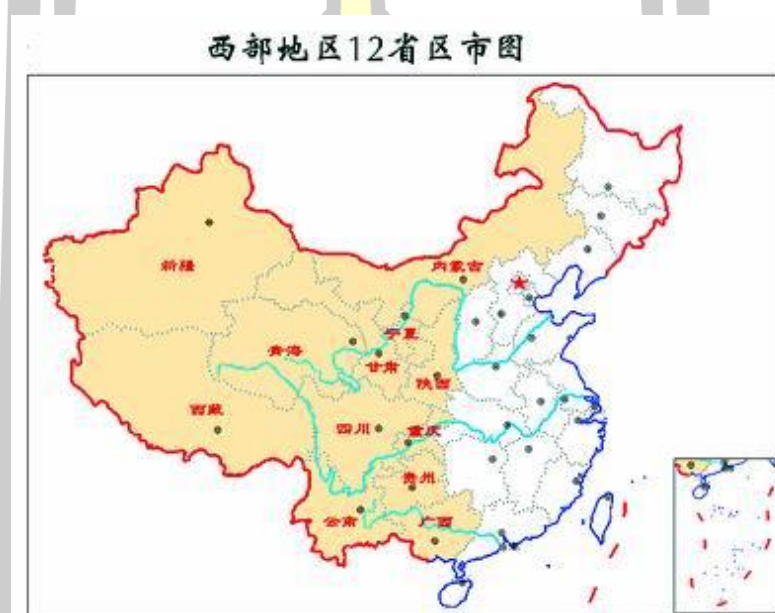 西部地区12省区市图
内蒙古
新疆
宁夏
青海
甘肃
陕西
西藏
四川
重庆
贵州
云南
广西